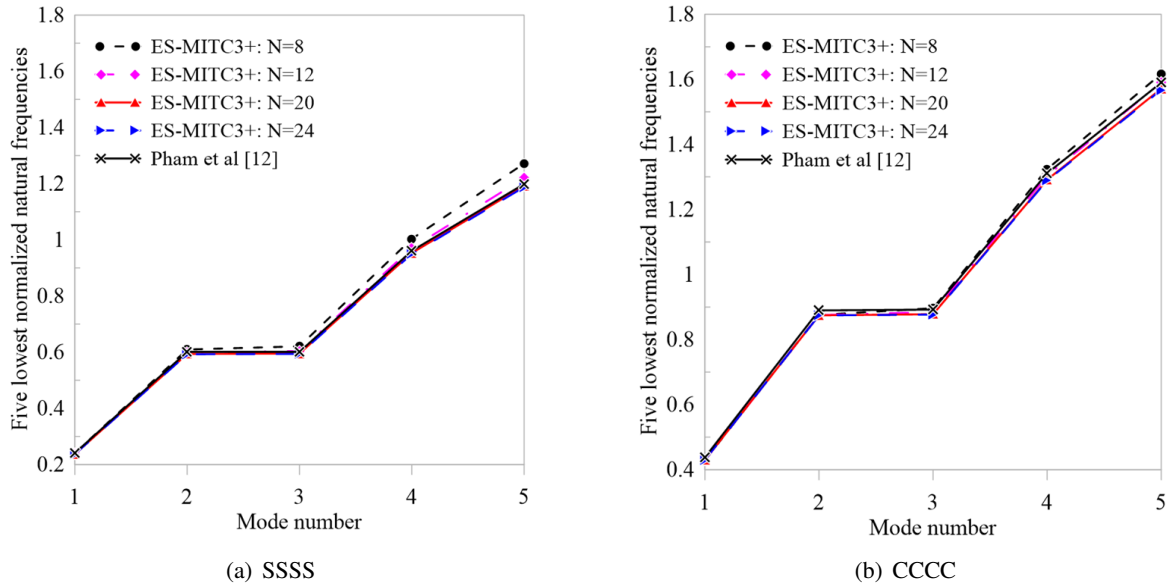 Five lowest normalized natural frequencies
1.8
1.6
1.4
1.2
1
0.8
0.6
0.4
0.2
ES-MITC3+: N=8
ES-MITC3+: N=12
ES-MITC3+: N=20
ES-MITC3+: N=24
Pham et al [12]
1 2 3 4 5
Mode number
(a) SSSS
Five lowest normalized natural frequencies
1.8
1.6
1.4
1.2
1
0.8
0.6
0.4
ES-MITC3+: N=8
ES-MITC3+: N=12
ES-MITC3+: N=20
ES-MITC3+: N=24
Pham et al [12]
1 2 3 4 5
Mode number
(b) CCCC